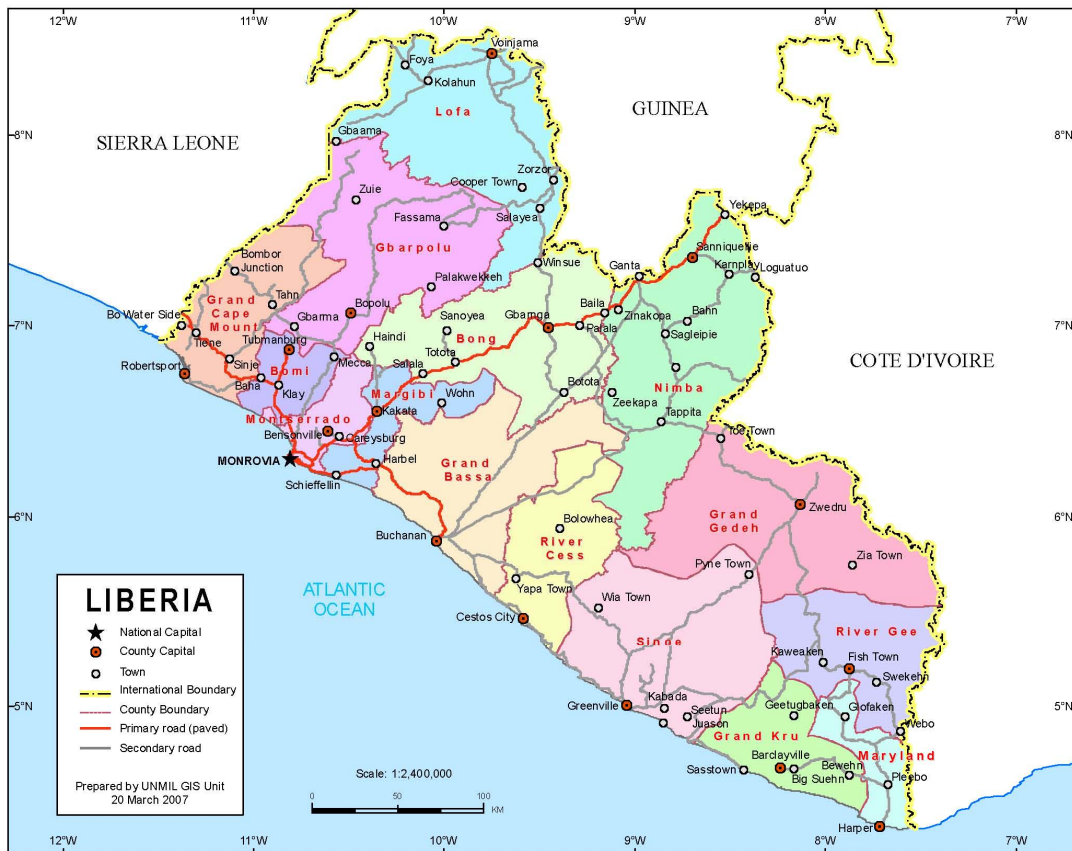 12°W
11°W
10°W
9°W
8°W
7°W
8°N
7°N
6°N
5°N
8°N
7°N
6°N
5°N
12°W
11°W
10°W
9°W
8°W
7°W
SIERRA LEONE
GUINEA
COTE D'IVOIRE
ATLANTIC
OCEAN
Voinjama
Foya
Kolahun
Lofa
Gbaama
Zorzor
Cooper Town
Zuie
Salayea
Fassama
Gbarpolu
Yekepa
Bombor
Junction
Winsue
Ganta
Sanniquellie
Karnplay
Loguatuo
Palakwelleh
Grand
Cape
Mount
Tahn
Bopolu
Bo Water Side
Tiene
Gbarma
Haindi
Sanoyea
Gbamga
Baila
Zinakopa
Palala
Bahn
Sagleipie
Tubmanburg
Bong
Totota
Robertsport
Sinje
Bomi
Mecca
Salala
Baha
Klay
Margibi
Wohn
Botota
Zeekapa
Nimba
Montserrado
Kakata
Bensonville
Careysburg
Tappita
Toe Town
MONROVIA
Harbel
Schieffellin
Grand
Bassa
Grand
Gedeh
Zwedru
Buchanan
Bolowhea
River
Cess
Yapa Town
Pyne Town
Zia Town
Cestos City
Wia Town
Sinoe
River Gee
Kaweaken
Fish Town
Swekehn
Greenville
Kabada
Seetun
Juason
Geetugbaken
Glofaken
Webo
Grand Kru
Maryland
Barclayville
Sasstown
Big Suehn
Bewehn
Pleebo
Harper
LIBERIA
National Capital
County Capital
Town
International Boundary
County Boundary
Primary road (paved)
Secondary road
Prepared by UNMIL GIS Unit
20 March 2007
Scale: 1:2,400,000
0
50
100
KM